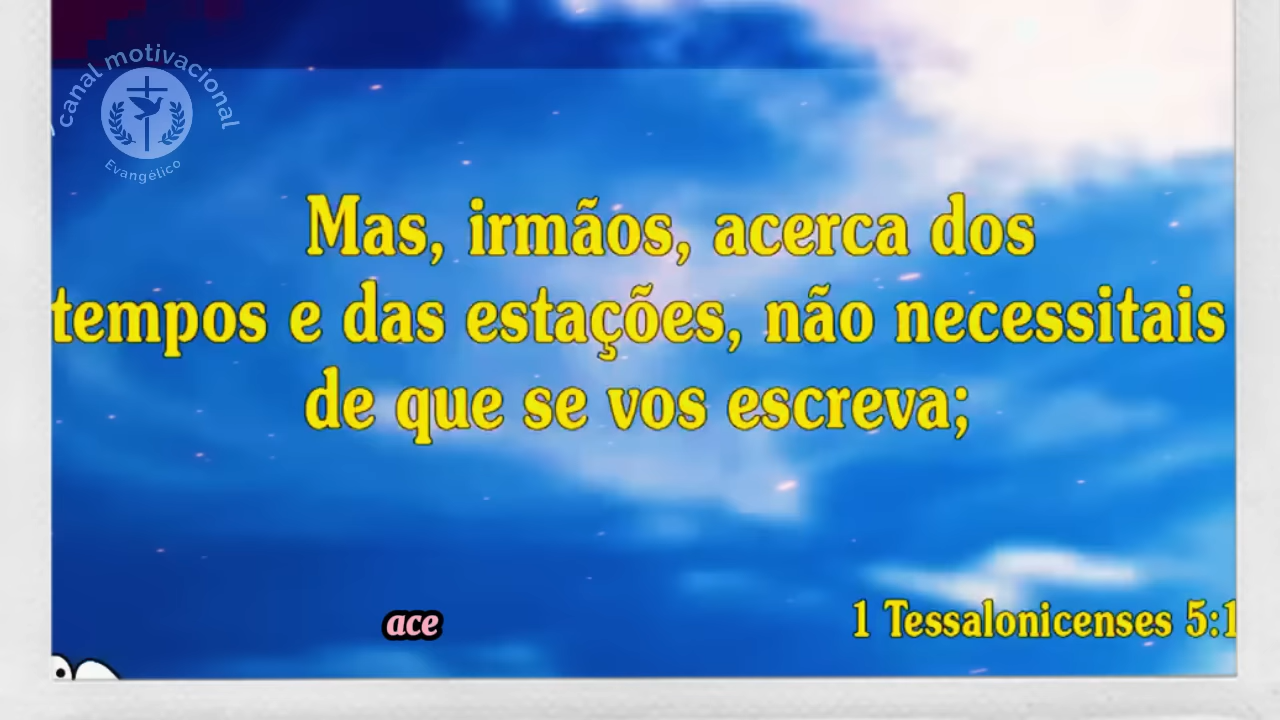 canal motivacional
Evangélico
Mas, irmãos, acerca dos
tempos e das estações, não necessitais
de que se vos escreva;
ace
1 Tessalonicenses 5:1